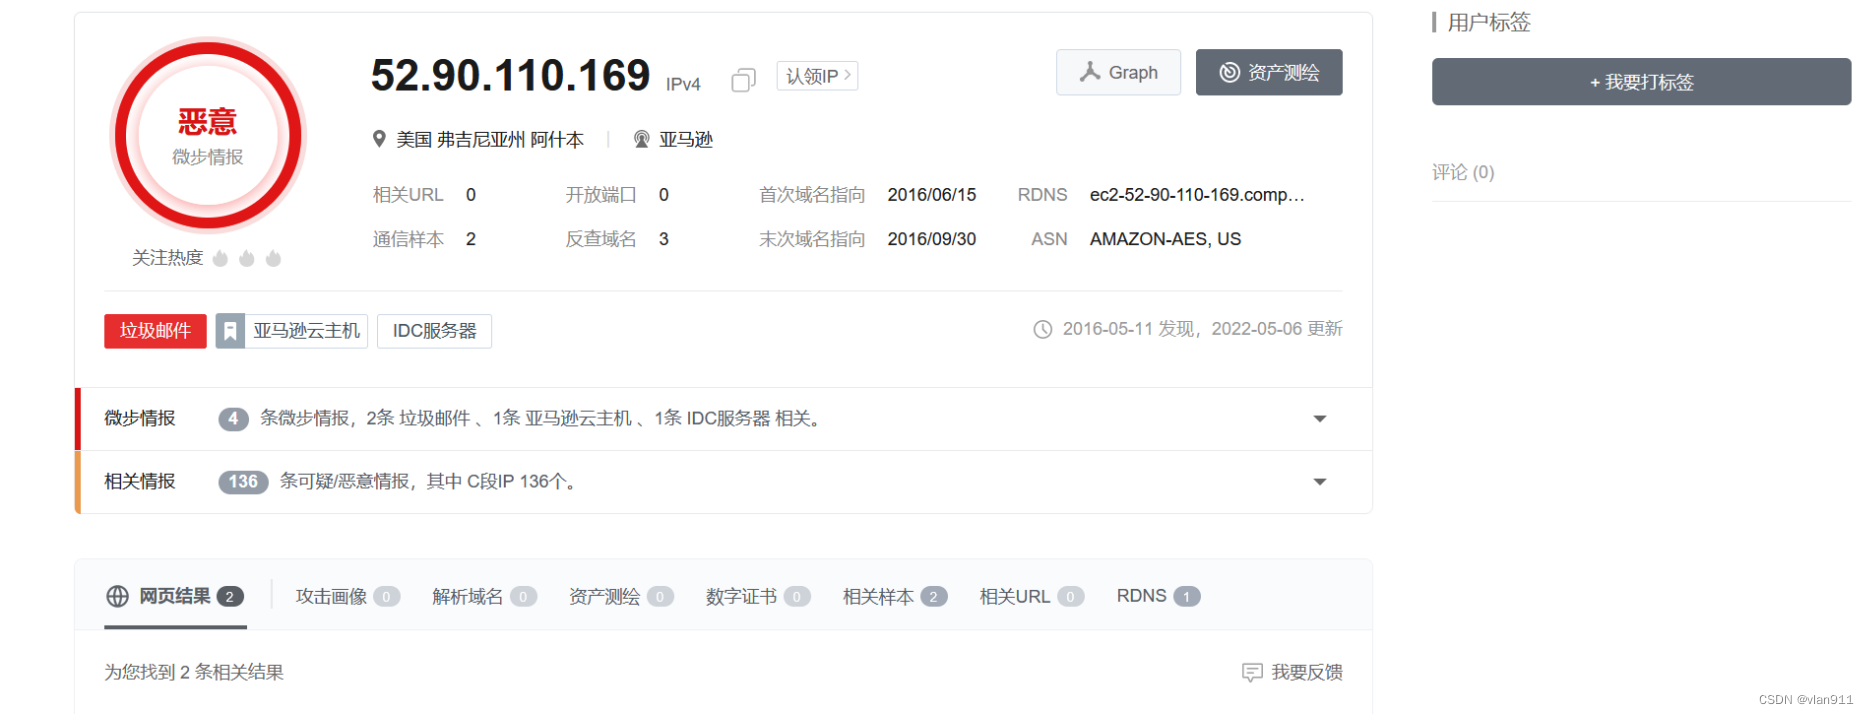 恶意
微步情报
关注热度
52.90.110.169 IPv4 认领IP
Graph 资产测绘
美国 弗吉尼亚州 阿什本 亚马逊
相关URL 0 开放端口 0 首次域名指向 2016/06/15 RDNS ec2-52-90-110-169.comp…
通信样本 2 反查域名 3 末次域名指向 2016/09/30 ASN AMAZON-AES, US
垃圾邮件 亚马逊云主机 IDC服务器 2016-05-11 发现，2022-05-06 更新
微步情报 4 条微步情报，2条 垃圾邮件 、1条 亚马逊云主机 、1条 IDC服务器 相关。
相关情报 136 条可疑/恶意情报，其中 C段IP 136个。
网页结果 2 攻击画像 0 解析域名 0 资产测绘 0 数字证书 0 相关样本 2 相关URL 0 RDNS 1
为您找到 2 条相关结果 我要反馈
用户标签
+ 我要打标签
评论 (0)
CSDN @vlan911